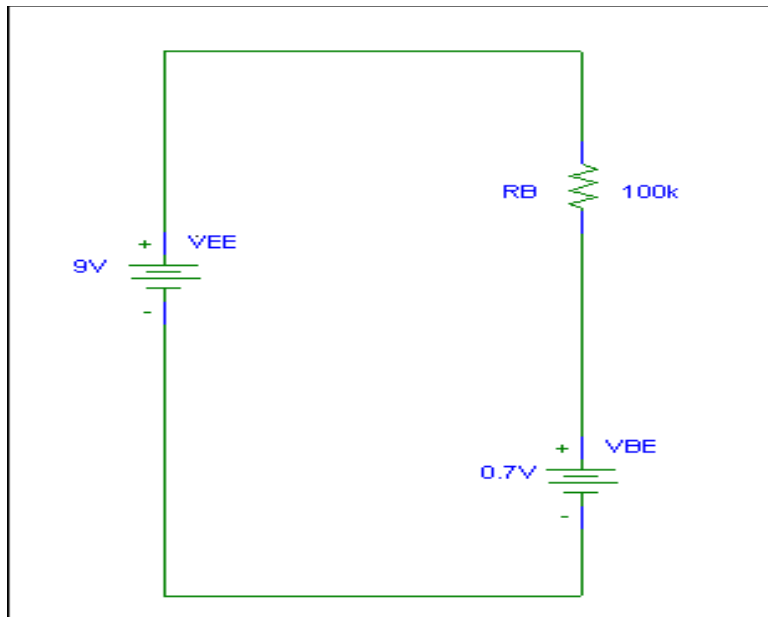 RB 100k
+ VEE
9V
-
+ VBE
0.7V
-